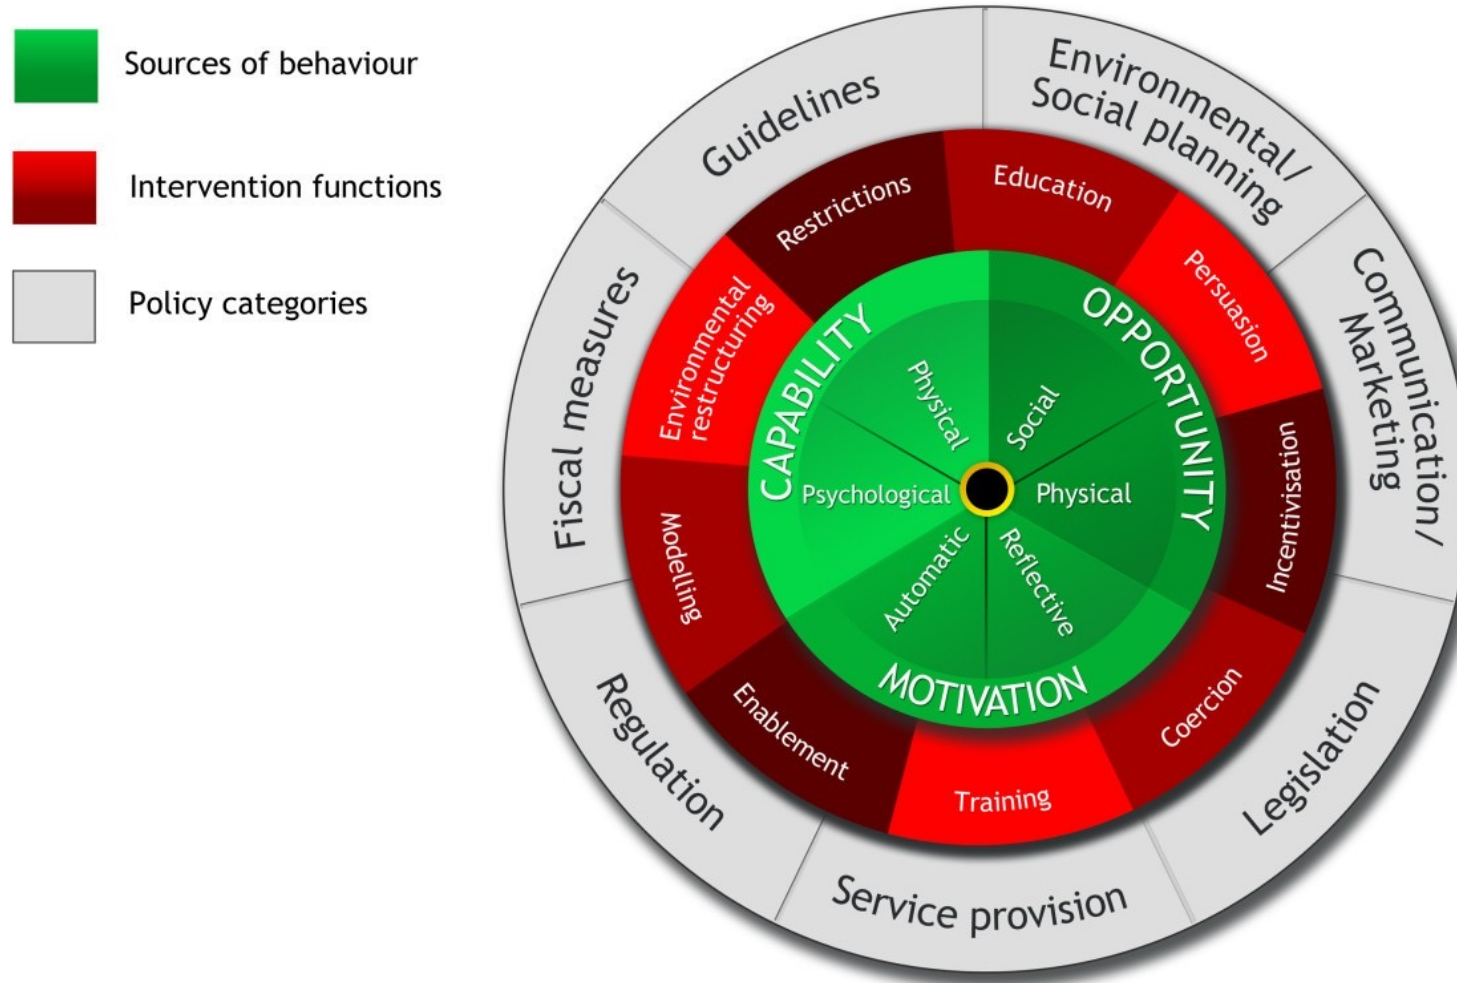 Sources of behaviour
Intervention functions
Policy categories
Guidelines
Environmental/
Social planning
Communication/
Marketing
Legislation
Service provision
Regulation
Fiscal measures
Restrictions
Education
Persuasion
Incentivisation
Coercion
Training
Enablement
Modelling
Environmental
restructuring
CAPABILITY
OPPORTUNITY
MOTIVATION
Physical
Social
Psychological
Physical
Automatic
Reflective